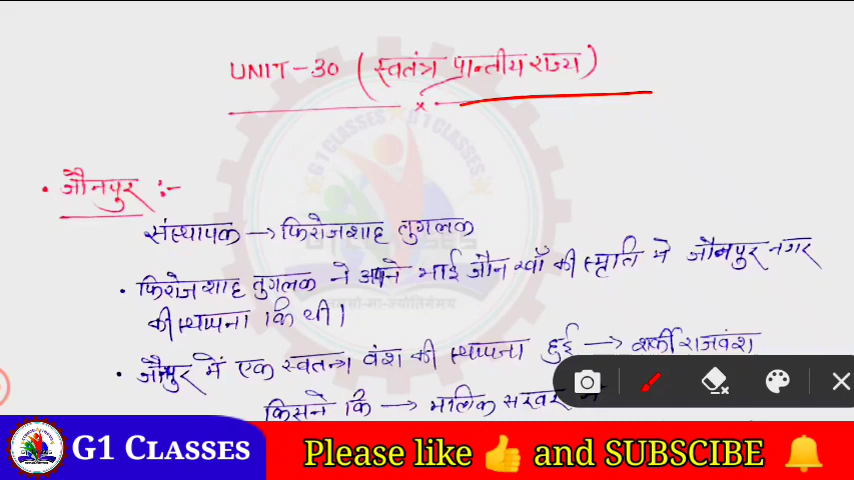 UNIT-30 (स्वतंत्र प्रान्तीय राज्य)
• जौनपुर :-
संस्थापक → फिरोजशाह तुगलक
• फिरोजशाह तुगलक ने अपने भाई जौन खाँ की स्मृति मे जौनपुर नगर
की स्थापना कि थी।
• जौनपुर में एक स्वतन्त्र वंश की स्थापना हुई → शर्की राजवंश
किसने कि → मलिक सरवर ने
G1 CLASSES
Please like 👍 and SUBSCIBE 🔔